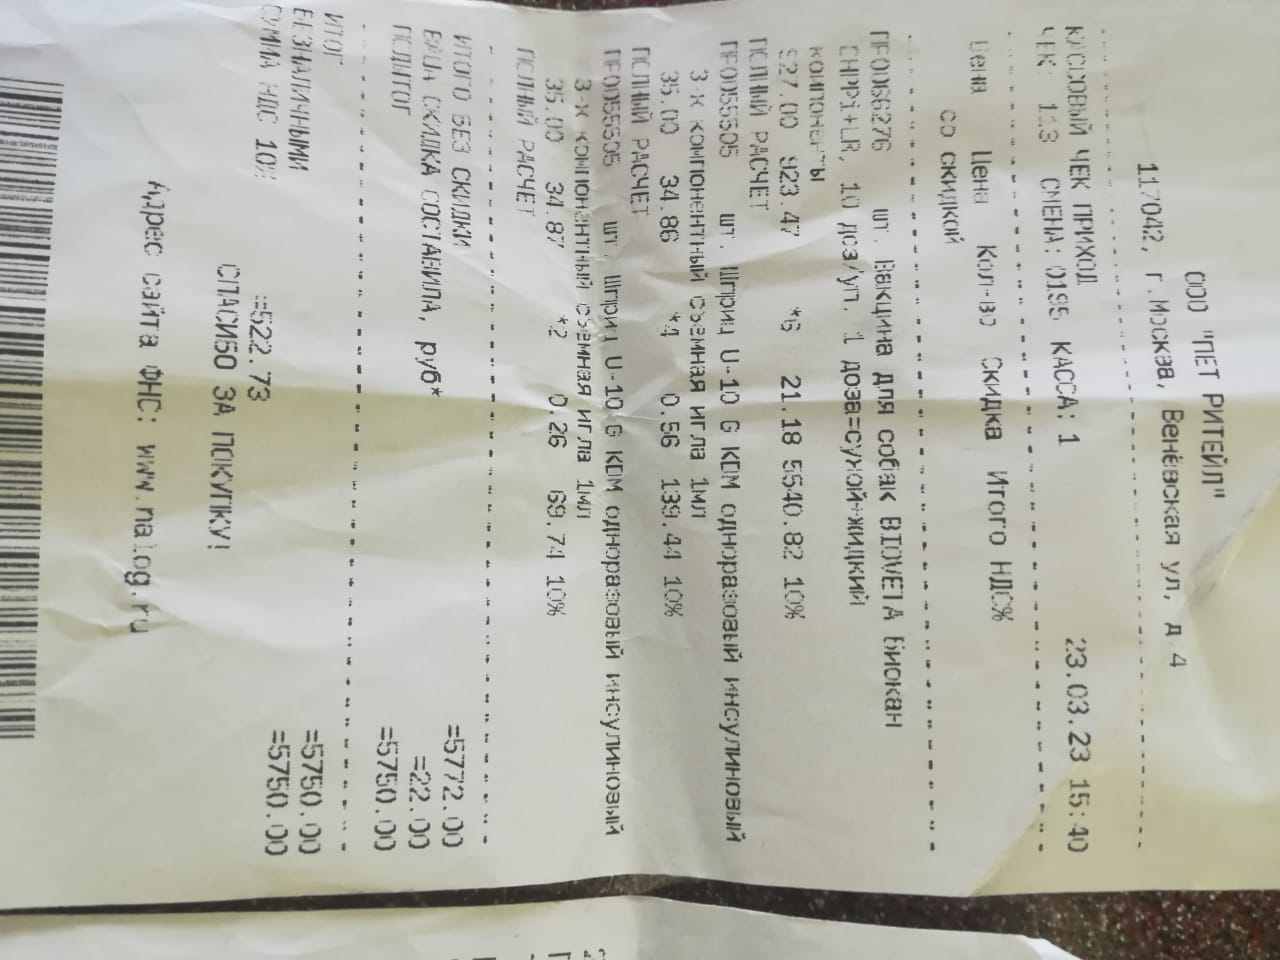 ООО "ПЕТ РИТЕЙЛ"
117042, г.Москва, Венёвская ул, д 4
КАССОВЫЙ ЧЕК ПРИХОД 23.03.23 15:40
ЧЕК: 113 СМЕНА: 0195 КАССА: 1
Цена Цена Кол-во Скидка Итого НДС%
со скидкой
ПР0066276 шт. Вакцина для собак BIOVETA Биокан
DHPPi+LR, 10 доз/уп. 1 доза=сухой+жидкий
компоненты
927.00 923.47 *6 21.18 5540.82 10%
ПОЛНЫЙ РАСЧЕТ
ПР0055505 шт. Шприц U-10 G KDM одноразовый инсулиновый
3-х компонентный съемная игла 1мл
35.00 34.86 *4 0.56 139.44 10%
ПОЛНЫЙ РАСЧЕТ
ПР0055505 шт. Шприц U-10 G KDM одноразовый инсулиновый
3-х компонентный съемная игла 1мл
35.00 34.87 *2 0.26 69.74 10%
ПОЛНЫЙ РАСЧЕТ
ИТОГО БЕЗ СКИДКИ =5772.00
ВАША СКИДКА СОСТАВИЛА, руб* =22.00
ПОДЫТОГ =5750.00
ИТОГ =5750.00
БЕЗНАЛИЧНЫМИ =5750.00
СУММА НДС 10% =522.73
СПАСИБО ЗА ПОКУПКУ!
Адрес сайта ФНС: www.nalog.ru